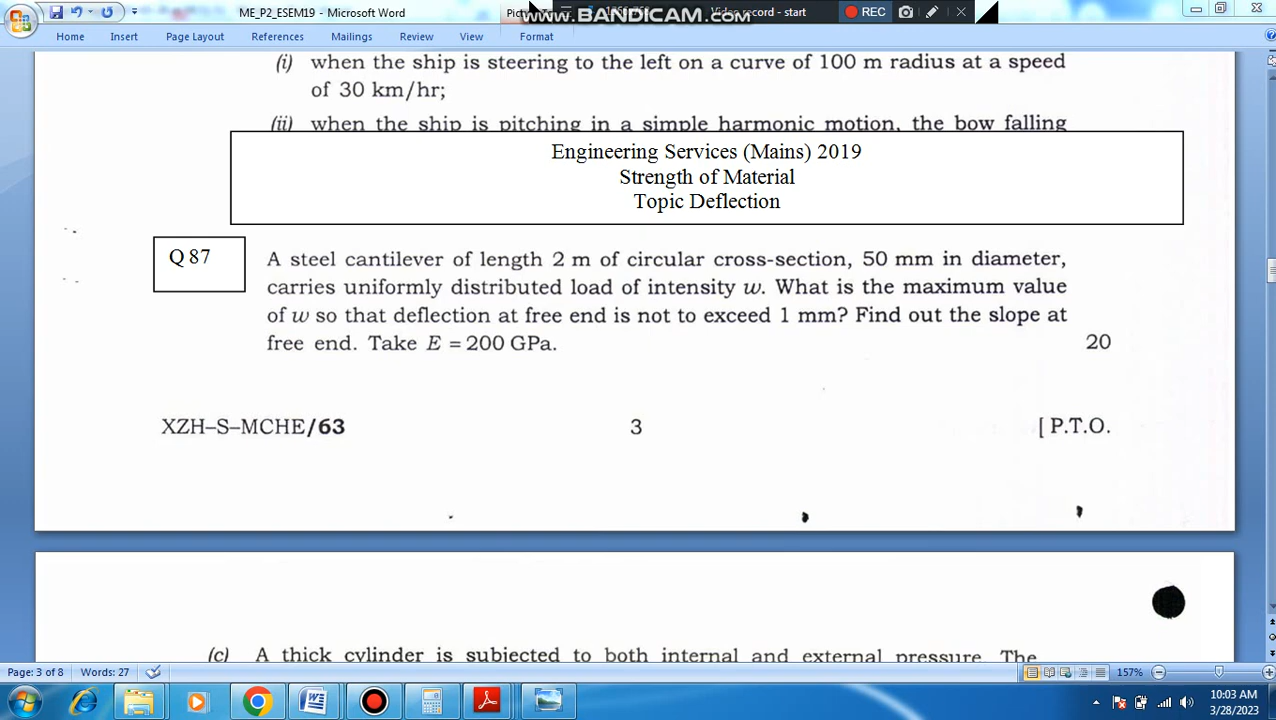 ME_P2_ESEM19 - Microsoft Word
www.BANDICAM.com
Video record - start
REC
Home Insert Page Layout References Mailings Review View Format
(i) when the ship is steering to the left on a curve of 100 m radius at a speed
of 30 km/hr;
(ii) when the ship is pitching in a simple harmonic motion, the bow falling
Engineering Services (Mains) 2019
Strength of Material
Topic Deflection
Q 87
A steel cantilever of length 2 m of circular cross-section, 50 mm in diameter,
carries uniformly distributed load of intensity w. What is the maximum value
of w so that deflection at free end is not to exceed 1 mm? Find out the slope at
free end. Take E = 200 GPa.
20
XZH–S–MCHE/63 3 [ P.T.O.
(c) A thick cylinder is subjected to both internal and external pressure. The
Page: 3 of 8 Words: 27 157%
10:03 AM
3/28/2023